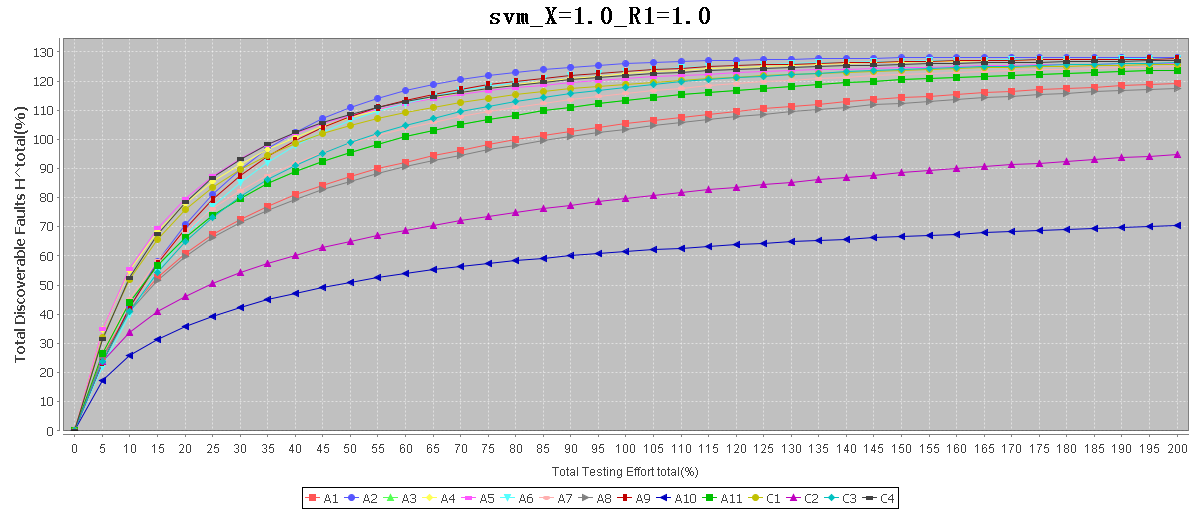 svm_X=1.0_R1=1.0
Total Discoverable Faults H^total(%)
130
120
110
100
90
80
70
60
50
40
30
20
10
0
0 5 10 15 20 25 30 35 40 45 50 55 60 65 70 75 80 85 90 95 100 105 110 115 120 125 130 135 140 145 150 155 160 165 170 175 180 185 190 195 200
Total Testing Effort total(%)
A1 A2 A3 A4 A5 A6 A7 A8 A9 A10 A11 C1 C2 C3 C4